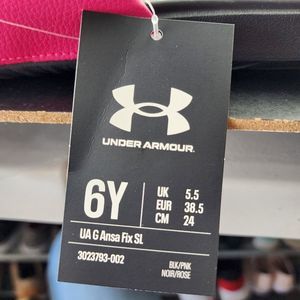 UNDER ARMOUR
6Y
UK 5.5
EUR 38.5
CM 24
UA G Ansa Fix SL
3023793-002
BLK/PNK
NOIR/ROSE